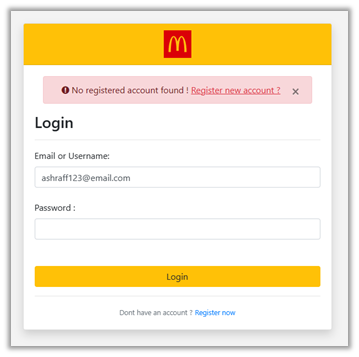 No registered account found ! Register new account ? ×
Login
Email or Username:
ashraff123@email.com
Password :
Login
Dont have an account ? Register now